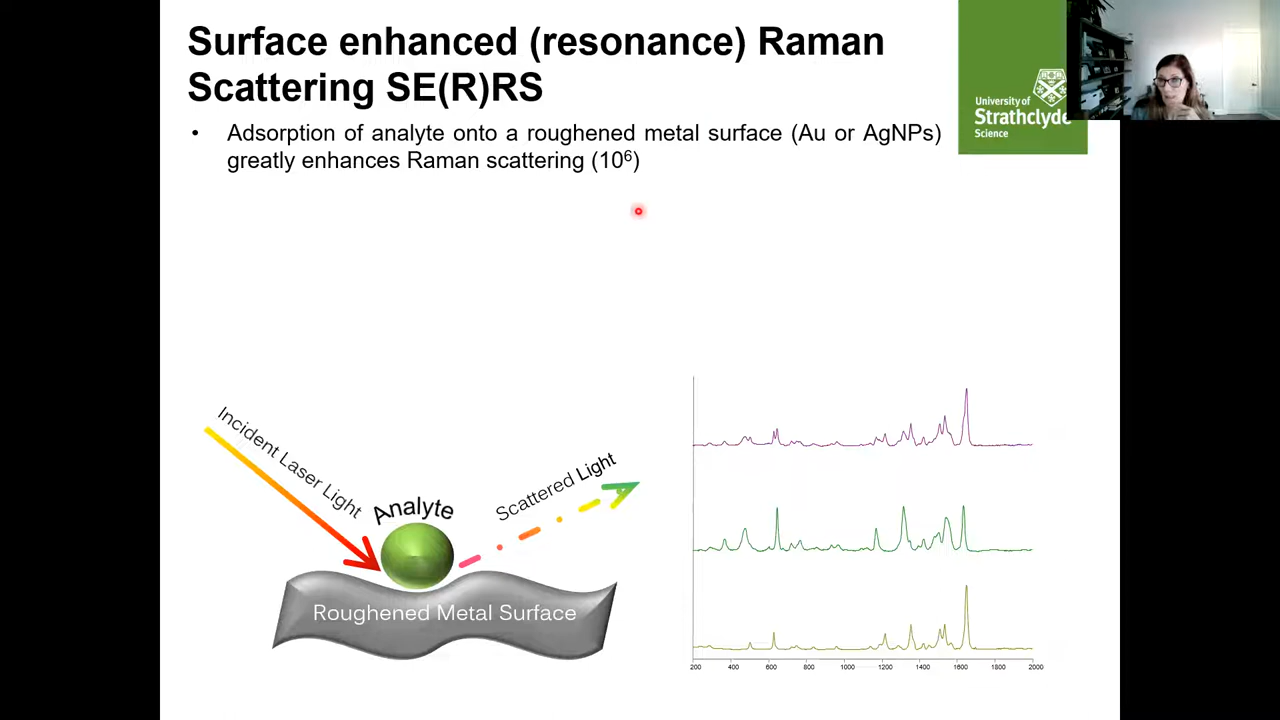 Surface enhanced (resonance) Raman
Scattering SE(R)RS
• Adsorption of analyte onto a roughened metal surface (Au or AgNPs)
greatly enhances Raman scattering (10⁶)
University of
Strathclyde
Science
Incident Laser Light
Analyte
Scattered Light
Roughened Metal Surface
200 400 600 800 1000 1200 1400 1600 1800 2000